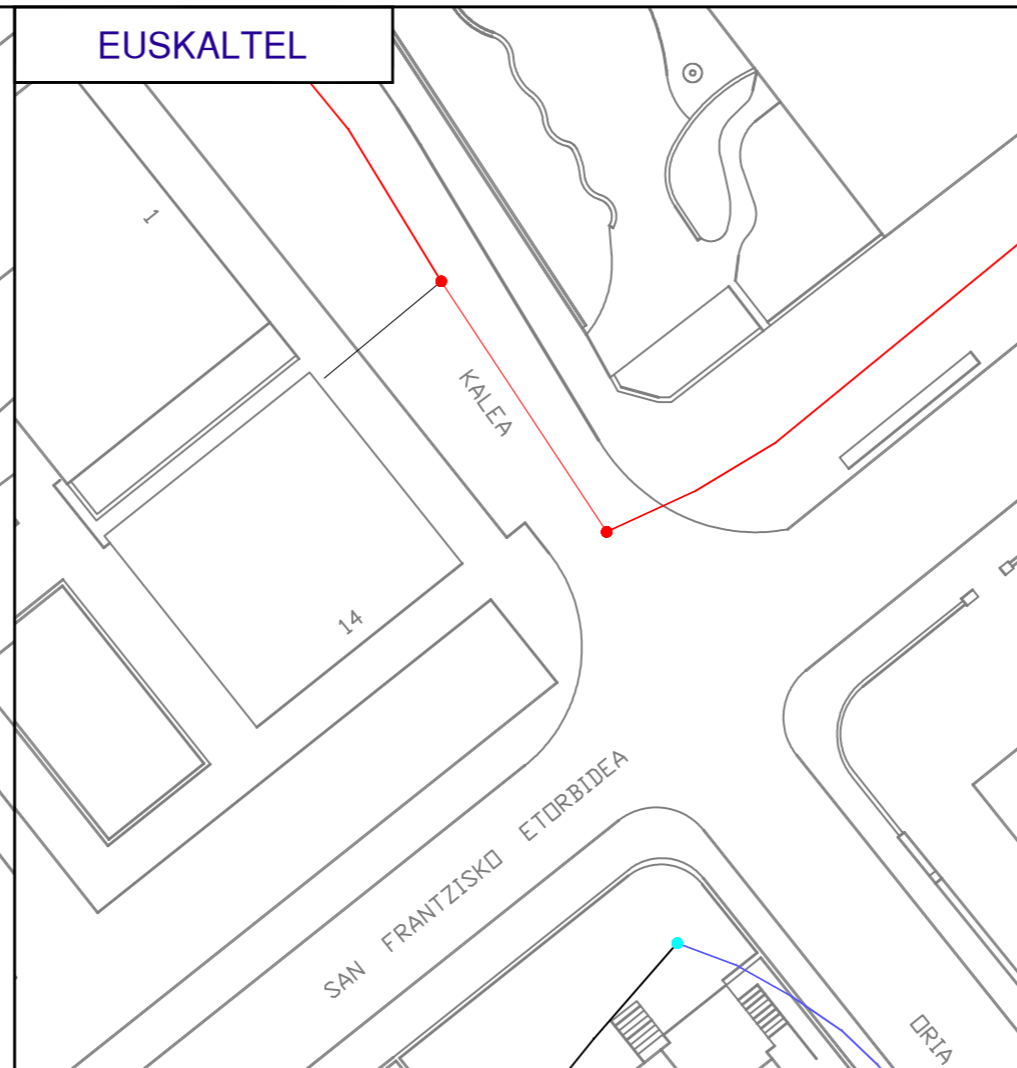 EUSKALTEL
1
KALEA
14
SAN FRANTZISKO ETORBIDEA
ORIA